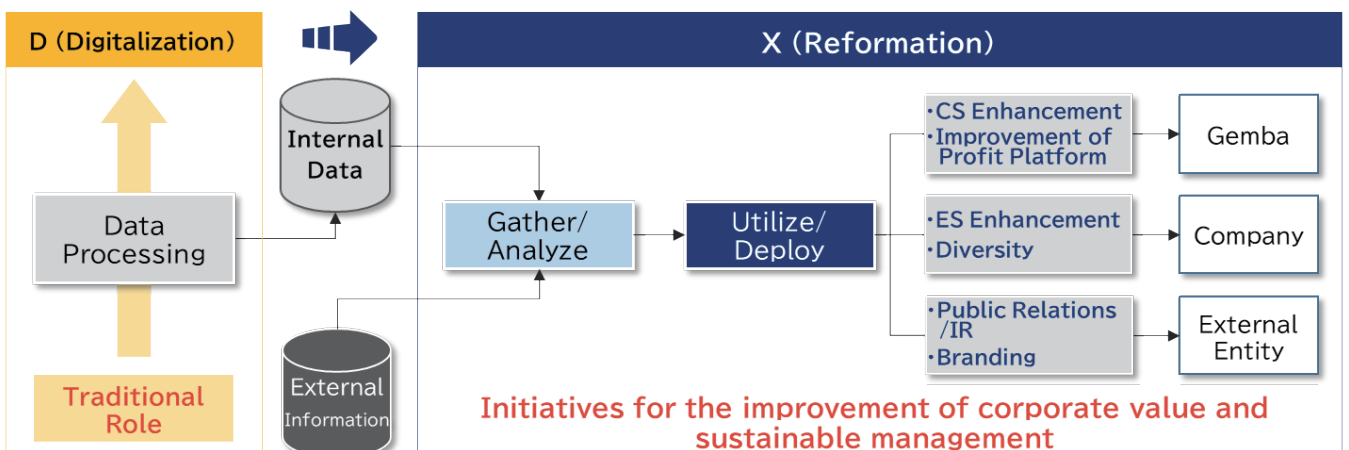 D（Digitalization）
X（Reformation）
Data
Processing
Traditional
Role
Internal
Data
External
Information
Gather/
Analyze
Utilize/
Deploy
・CS Enhancement
・Improvement of
Profit Platform
Gemba
・ES Enhancement
・Diversity
Company
・Public Relations
/IR
・Branding
External
Entity
Initiatives for the improvement of corporate value and
sustainable management